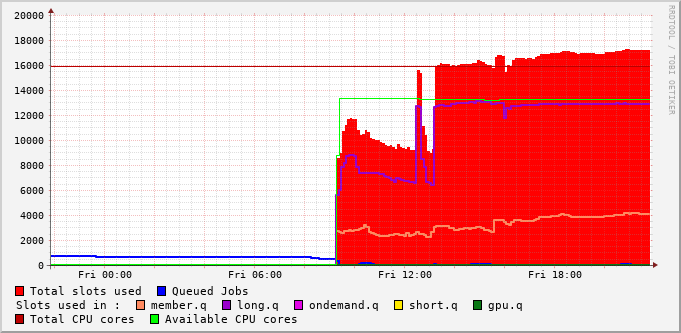 20000
18000
16000
14000
12000
10000
8000
6000
4000
2000
0
Fri 00:00 Fri 06:00 Fri 12:00 Fri 18:00
Total slots used Queued Jobs
Slots used in : member.q long.q ondemand.q short.q gpu.q
Total CPU cores Available CPU cores
RRDTOOL / TOBI OETIKER